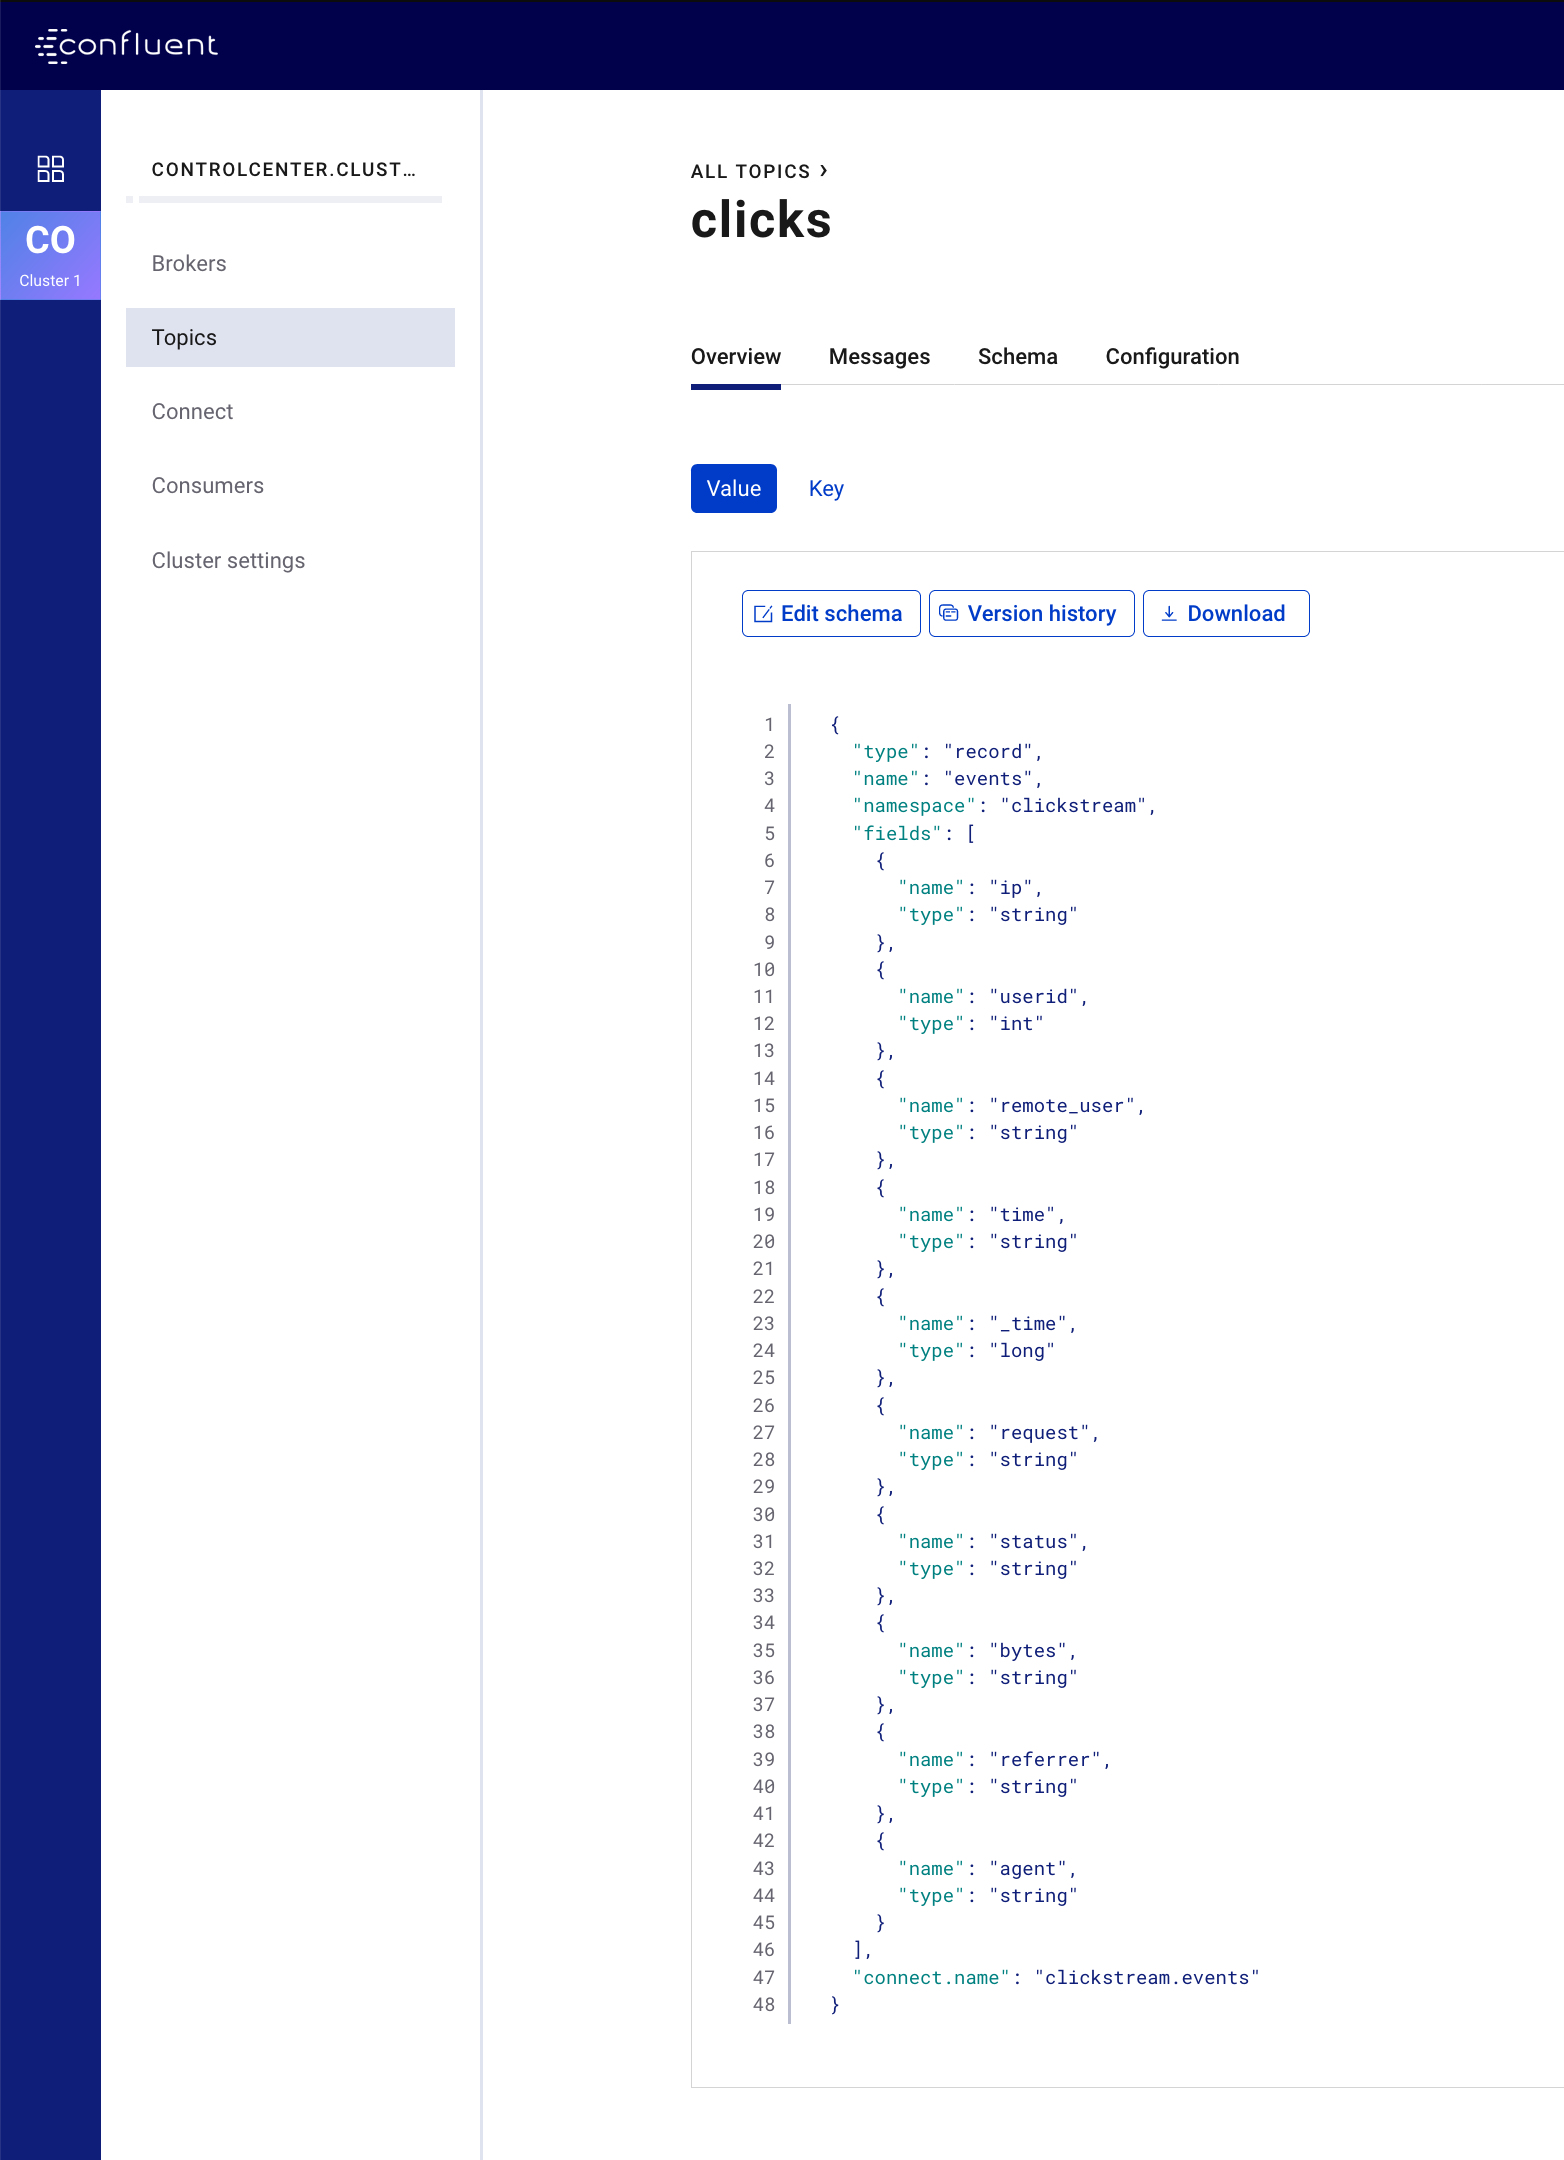 confluent
CO
Cluster 1
CONTROLCENTER.CLUST...
Brokers
Topics
Connect
Consumers
Cluster settings
ALL TOPICS ›
clicks
Overview Messages Schema Configuration
Value Key
Edit schema Version history Download
1 {
2 "type": "record",
3 "name": "events",
4 "namespace": "clickstream",
5 "fields": [
6 {
7 "name": "ip",
8 "type": "string"
9 },
10 {
11 "name": "userid",
12 "type": "int"
13 },
14 {
15 "name": "remote_user",
16 "type": "string"
17 },
18 {
19 "name": "time",
20 "type": "string"
21 },
22 {
23 "name": "_time",
24 "type": "long"
25 },
26 {
27 "name": "request",
28 "type": "string"
29 },
30 {
31 "name": "status",
32 "type": "string"
33 },
34 {
35 "name": "bytes",
36 "type": "string"
37 },
38 {
39 "name": "referrer",
40 "type": "string"
41 },
42 {
43 "name": "agent",
44 "type": "string"
45 }
46 ],
47 "connect.name": "clickstream.events"
48 }